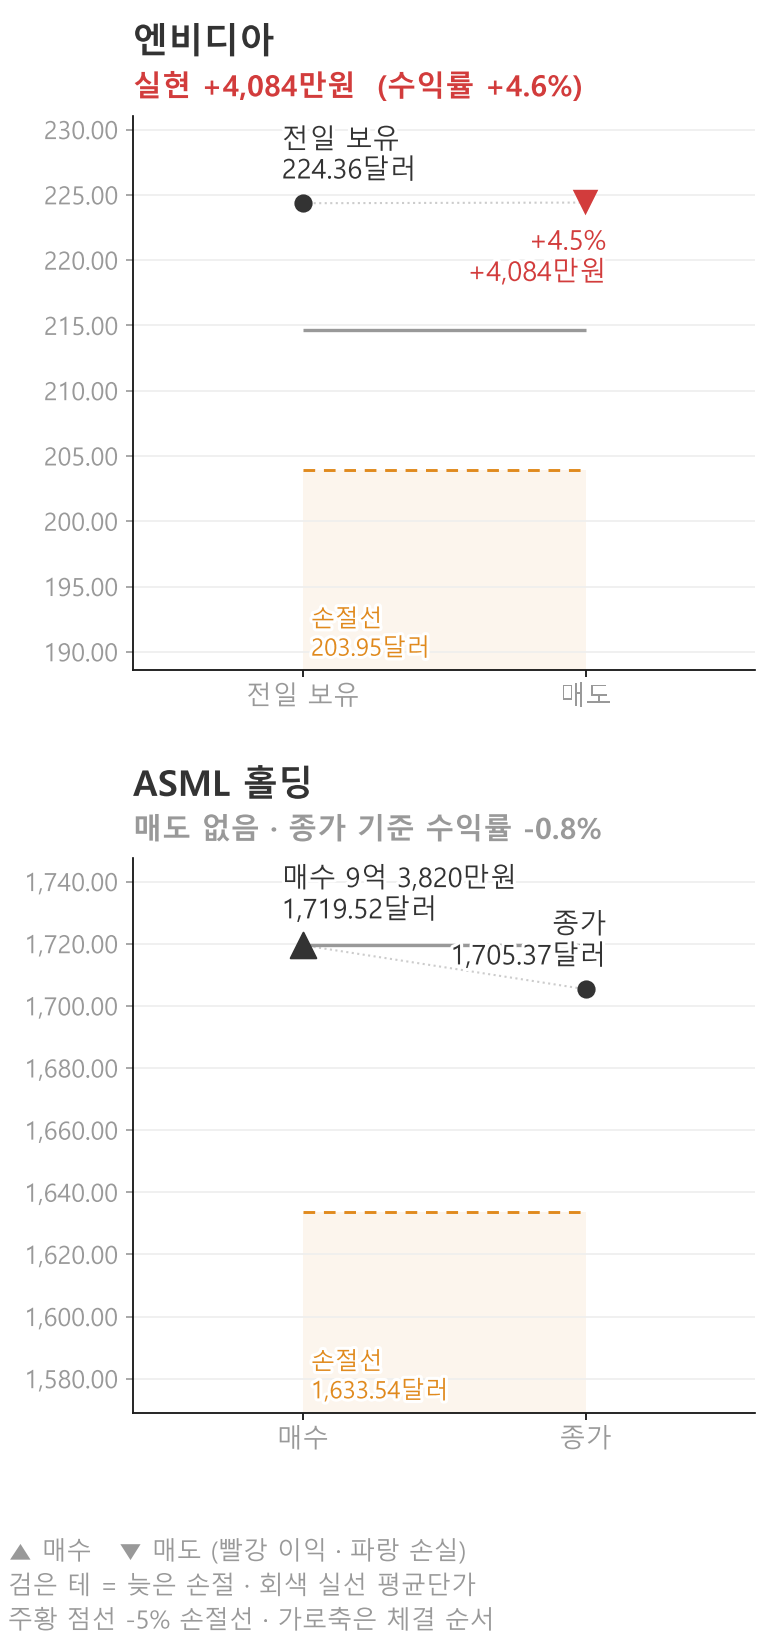 엔비디아
실현 +4,084만원 (수익률 +4.6%)
230.00
225.00
220.00
215.00
210.00
205.00
200.00
195.00
190.00
전일 보유
224.36달러
+4.5%
+4,084만원
손절선
203.95달러
전일 보유
매도
ASML 홀딩
매도 없음 · 종가 기준 수익률 -0.8%
1,740.00
1,720.00
1,700.00
1,680.00
1,660.00
1,640.00
1,620.00
1,600.00
1,580.00
매수 9억 3,820만원
1,719.52달러
종가
1,705.37달러
손절선
1,633.54달러
매수
종가
▲ 매수 ▼ 매도 (빨강 이익 · 파랑 손실)
검은 테 = 늦은 손절 · 회색 실선 평균단가
주황 점선 -5% 손절선 · 가로축은 체결 순서